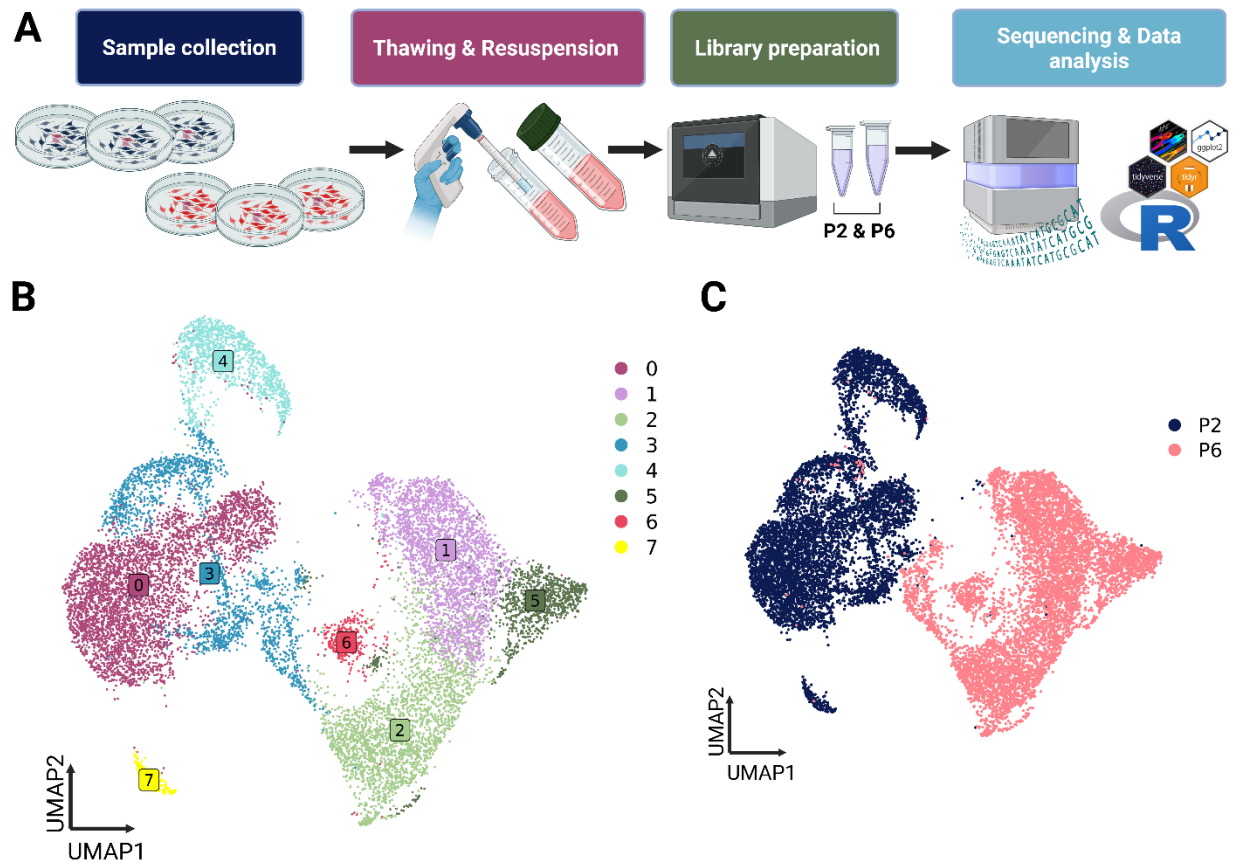 A
Sample collection
Thawing & Resuspension
Library preparation
Sequencing & Data
analysis
P2 & P6
ggplot2
tidyverse
tidyr
R
B
4
0
3
1
5
6
2
7
0
1
2
3
4
5
6
7
UMAP2
UMAP1
C
P2
P6
UMAP2
UMAP1